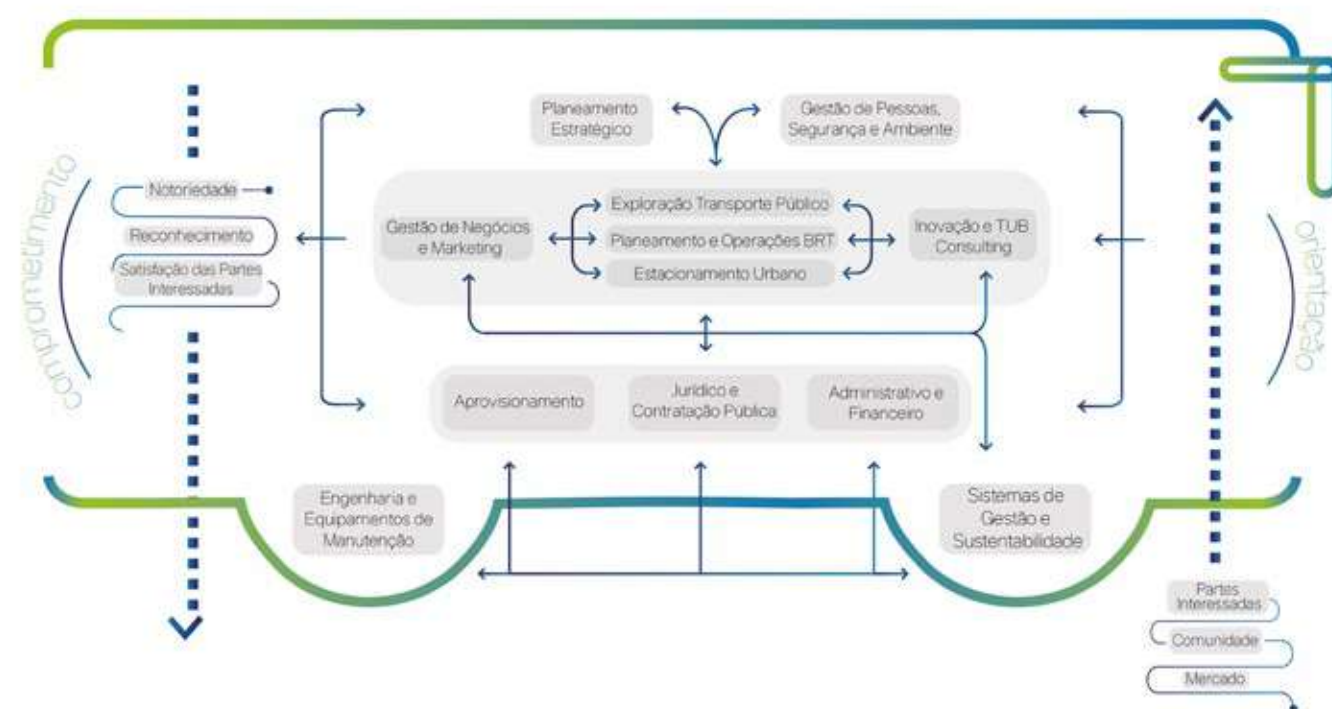 Planeamento
Estratégico
Gestão de Pessoas,
Segurança e Ambiente
comprometimento
Notoriedade
Reconhecimento
Satisfação das Partes
Interessadas
Gestão de Negócios
e Marketing
Exploração Transporte Público
Planeamento e Operações BRT
Estacionamento Urbano
Inovação e TUB
Consulting
orientação
Aprovisionamento
Jurídico e
Contratação Pública
Administrativo e
Financeiro
Engenharia e
Equipamentos de
Manutenção
Sistemas de
Gestão e
Sustentabilidade
Partes
Interessadas
Comunidade
Mercado